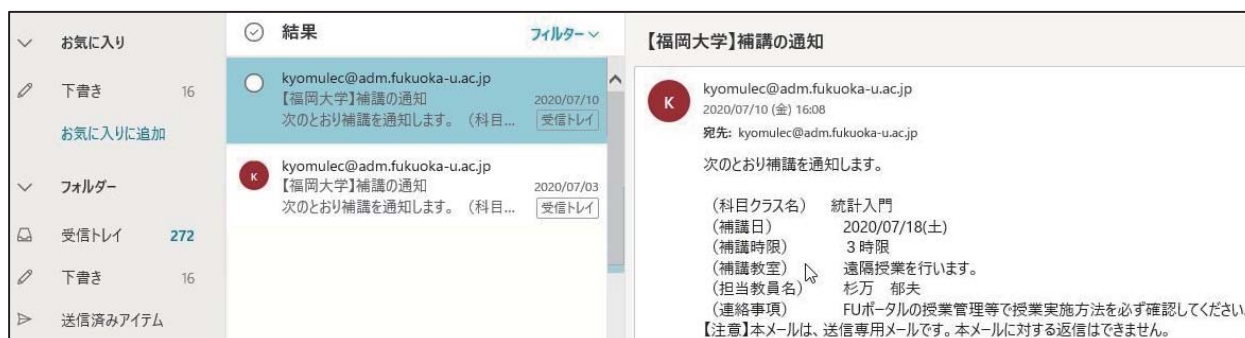 お気に入り
下書き 16
お気に入りに追加
フォルダー
受信トレイ 272
下書き 16
送信済みアイテム
結果 フィルター
kyomulec@adm.fukuoka-u.ac.jp
【福岡大学】補講の通知 2020/07/10
次のとおり補講を通知します。 （科目... 受信トレイ
K
kyomulec@adm.fukuoka-u.ac.jp
【福岡大学】補講の通知 2020/07/03
次のとおり補講を通知します。 （科目... 受信トレイ
【福岡大学】補講の通知
K
kyomulec@adm.fukuoka-u.ac.jp
2020/07/10 (金) 16:08
宛先: kyomulec@adm.fukuoka-u.ac.jp
次のとおり補講を通知します。
（科目クラス名） 統計入門
（補講日） 2020/07/18(土)
（補講時限） ３時限
（補講教室） 遠隔授業を行います。
（担当教員名） 杉万 郁夫
（連絡事項） FUポータルの授業管理等で授業実施方法を必ず確認してください。
【注意】本メールは、送信専用メールです。本メールに対する返信はできません。